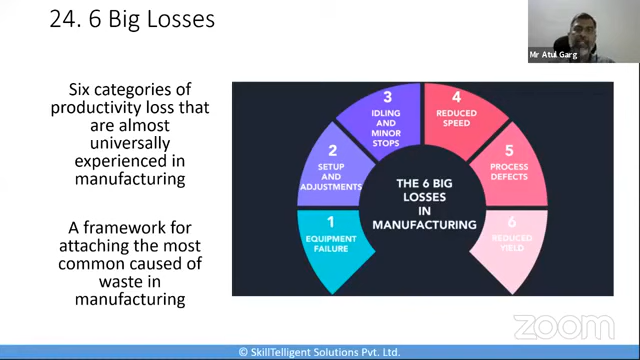 24. 6 Big Losses
Mr Atul Garg
Six categories of
productivity loss that
are almost
universally
experienced in
manufacturing
A framework for
attaching the most
common caused of
waste in
manufacturing
1
EQUIPMENT
FAILURE
2
SETUP
AND
ADJUSTMENTS
3
IDLING
AND
MINOR
STOPS
4
REDUCED
SPEED
5
PROCESS
DEFECTS
6
REDUCED
YIELD
THE 6 BIG
LOSSES
IN
MANUFACTURING
zoom
© SkillTelligent Solutions Pvt. Ltd.